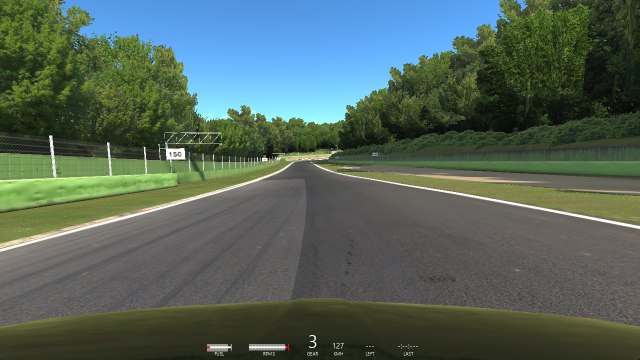 150
3
127
---
-:--:---
FUEL
RPMS
GEAR
KMH
LEFT
LAST